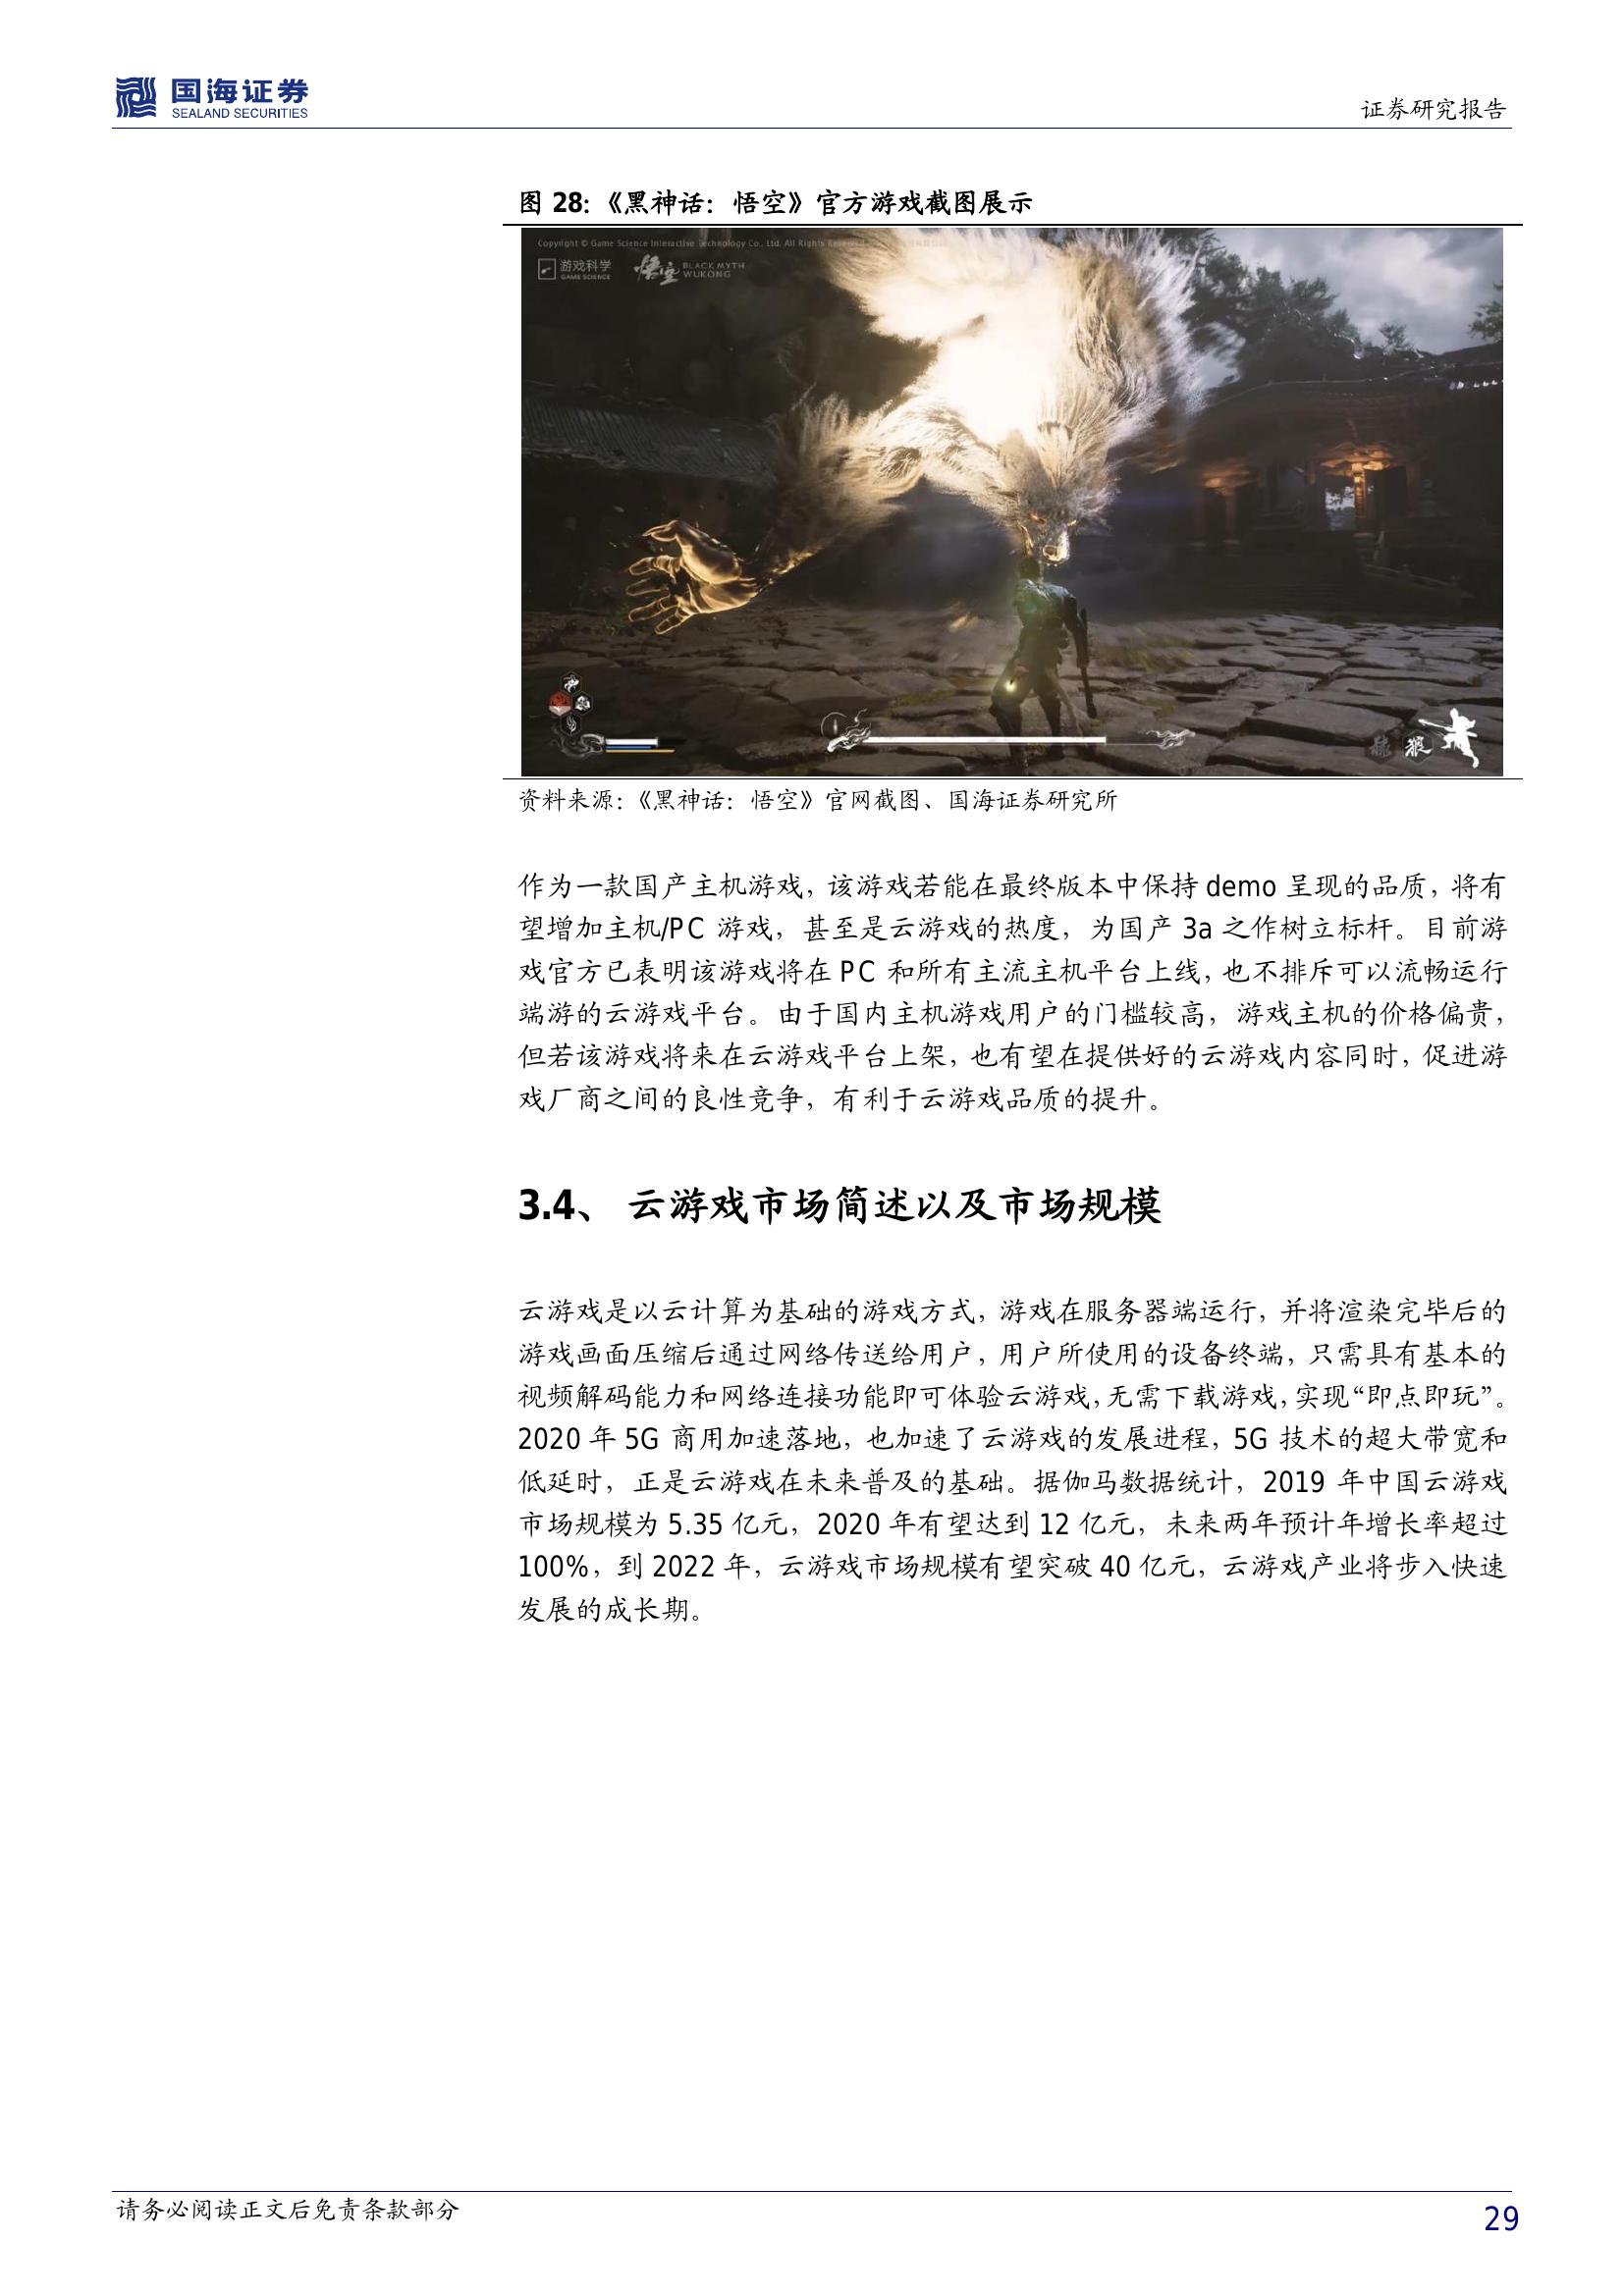 国海证券
SEALAND SECURITIES
证券研究报告
图 28:《黑神话：悟空》官方游戏截图展示
Copyright © Game Science Interactive Technology Co., Ltd. All Rights
游戏科学
GAME SCIENCE
悟空
BLACK MYTH
WUKONG
资料来源:《黑神话：悟空》官网截图、国海证券研究所
作为一款国产主机游戏，该游戏若能在最终版本中保持 demo 呈现的品质，将有
望增加主机/PC 游戏，甚至是云游戏的热度，为国产 3a 之作树立标杆。目前游
戏官方已表明该游戏将在 PC 和所有主流主机平台上线，也不排斥可以流畅运行
端游的云游戏平台。由于国内主机游戏用户的门槛较高，游戏主机的价格偏贵，
但若该游戏将来在云游戏平台上架，也有望在提供好的云游戏内容同时，促进游
戏厂商之间的良性竞争，有利于云游戏品质的提升。
3.4、 云游戏市场简述以及市场规模
云游戏是以云计算为基础的游戏方式，游戏在服务器端运行，并将渲染完毕后的
游戏画面压缩后通过网络传送给用户，用户所使用的设备终端，只需具有基本的
视频解码能力和网络连接功能即可体验云游戏，无需下载游戏，实现“即点即玩”。
2020 年 5G 商用加速落地，也加速了云游戏的发展进程，5G 技术的超大带宽和
低延时，正是云游戏在未来普及的基础。据伽马数据统计，2019 年中国云游戏
市场规模为 5.35 亿元，2020 年有望达到 12 亿元，未来两年预计年增长率超过
100%，到 2022 年，云游戏市场规模有望突破 40 亿元，云游戏产业将步入快速
发展的成长期。
请务必阅读正文后免责条款部分
29